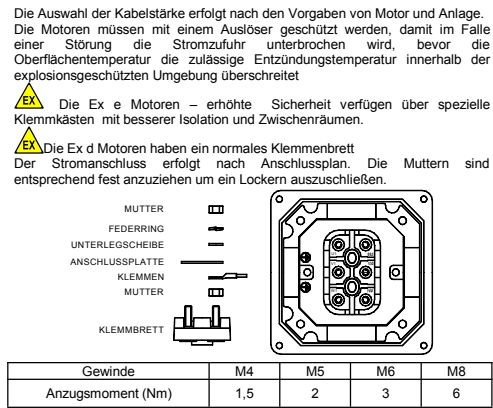 Die Auswahl der Kabelstärke erfolgt nach den Vorgaben von Motor und Anlage.
Die Motoren müssen mit einem Auslöser geschützt werden, damit im Falle
einer Störung die Stromzufuhr unterbrochen wird, bevor die
Oberflächentemperatur die zulässige Entzündungstemperatur innerhalb der
explosionsgeschützten Umgebung überschreitet
EX Die Ex e Motoren – erhöhte Sicherheit verfügen über spezielle
Klemmkästen mit besserer Isolation und Zwischenräumen.
EX Die Ex d Motoren haben ein normales Klemmenbrett
Der Stromanschluss erfolgt nach Anschlussplan. Die Muttern sind
entsprechend fest anzuziehen um ein Lockern auszuschließen.
MUTTER
FEDERRING
UNTERLEGSCHEIBE
ANSCHLUSSPLATTE
KLEMMEN
MUTTER
KLEMMBRETT
Gewinde M4 M5 M6 M8
Anzugsmoment (Nm) 1,5 2 3 6